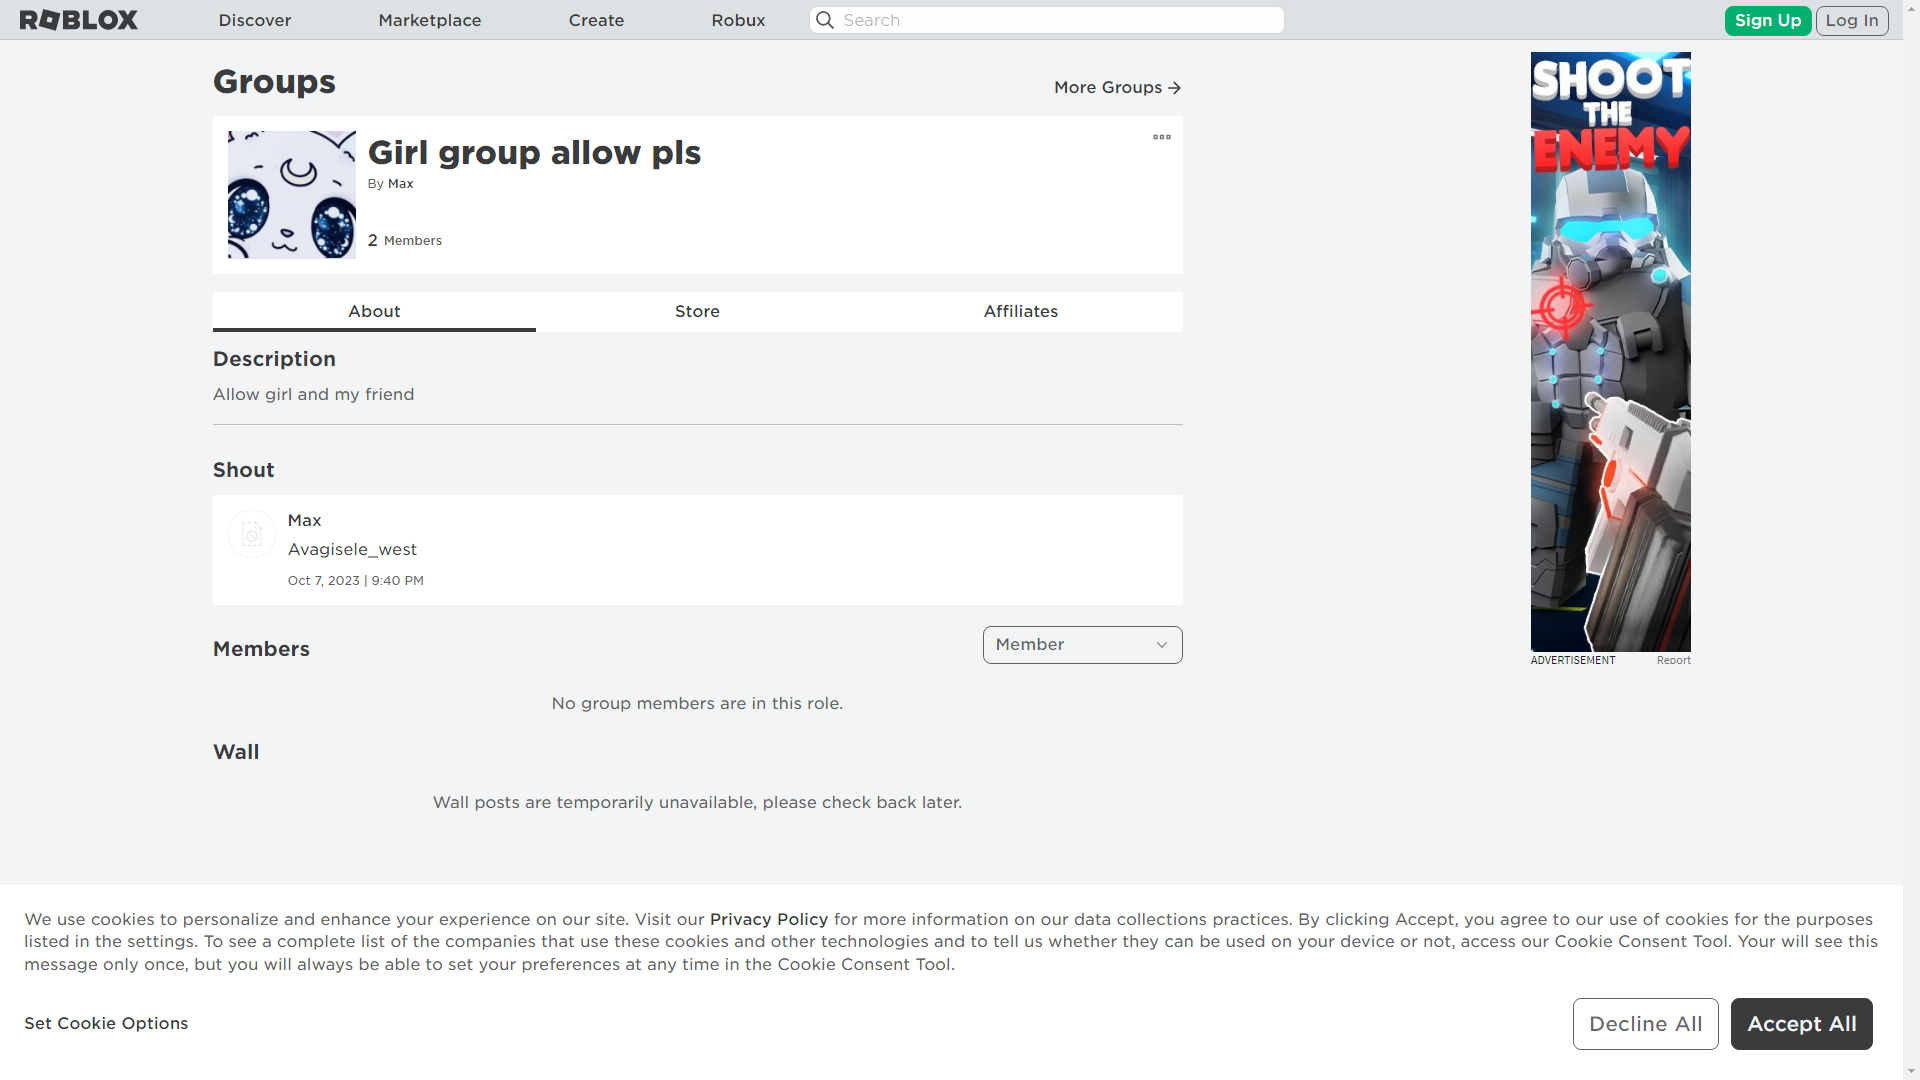 ROBLOX
Discover
Marketplace
Create
Robux
Search
Sign Up
Log In
Groups
More Groups
Girl group allow pls
By Max
2 Members
About
Store
Affiliates
Description
Allow girl and my friend
Shout
Max
Avagisele_west
Oct 7, 2023 | 9:40 PM
Members
Member
No group members are in this role.
Wall
Wall posts are temporarily unavailable, please check back later.
SHOOT
THE
ENEMY
ADVERTISEMENT
Report
We use cookies to personalize and enhance your experience on our site. Visit our Privacy Policy for more information on our data collections practices. By clicking Accept, you agree to our use of cookies for the purposes
listed in the settings. To see a complete list of the companies that use these cookies and other technologies and to tell us whether they can be used on your device or not, access our Cookie Consent Tool. Your will see this
message only once, but you will always be able to set your preferences at any time in the Cookie Consent Tool.
Set Cookie Options
Decline All
Accept All